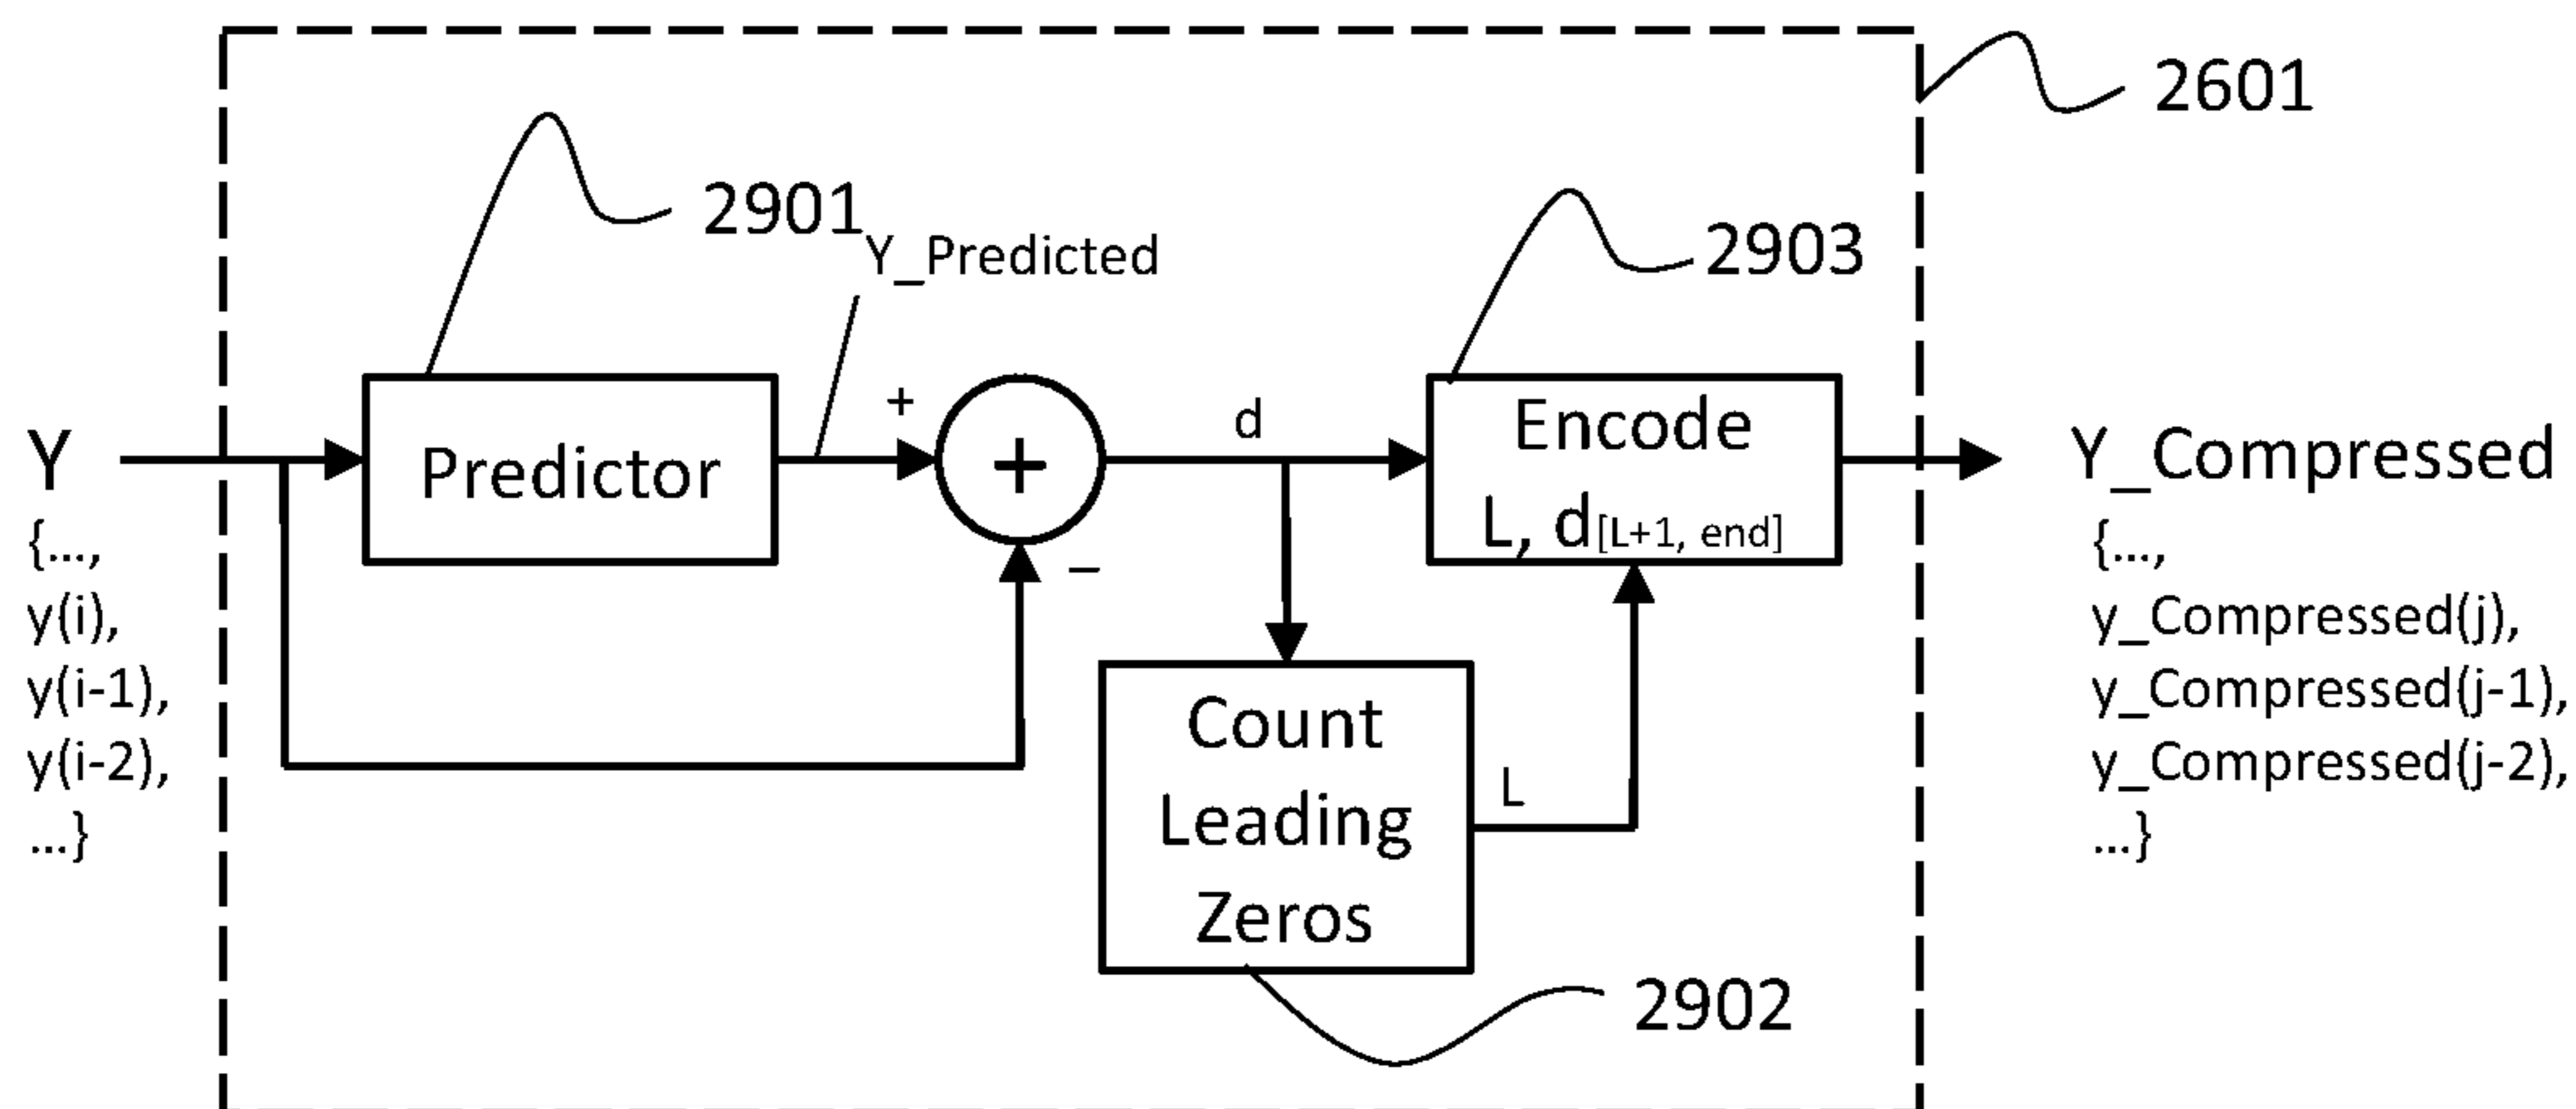 2601
2901
Y_Predicted
2903
Y
{...,
y(i),
y(i-1),
y(i-2),
...}
Predictor
+
+
−
d
Encode
L, d[L+1, end]
Count
Leading
Zeros
L
2902
Y_Compressed
{...,
y_Compressed(j),
y_Compressed(j-1),
y_Compressed(j-2),
...}